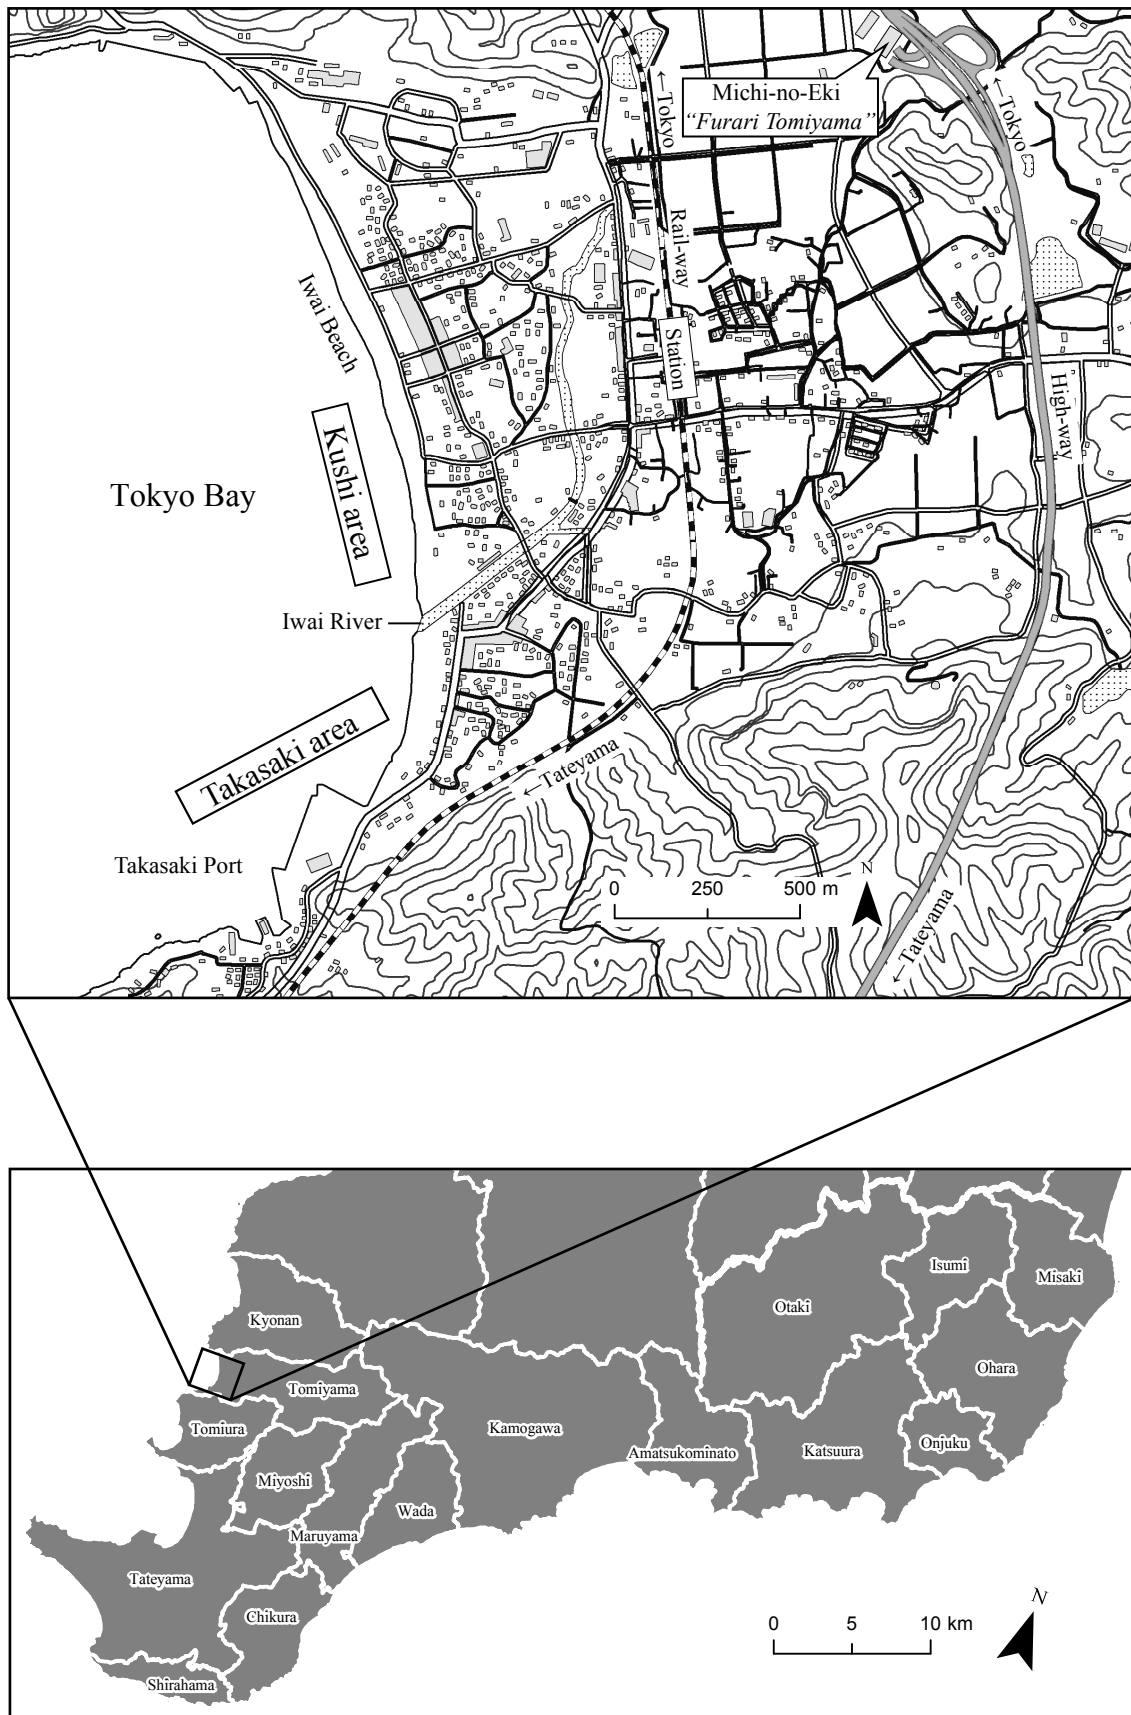 Michi-no-Eki
“Furari Tomiyama”
←Tokyo
←Tokyo
Rail-way
Iwai Beach
Station
High-way
Kushi area
Tokyo Bay
Iwai River
Takasaki area
←Tateyama
Takasaki Port
0 250 500 m
N
←Tateyama
Isumi
Misaki
Otaki
Kyonan
Ohara
Tomiyama
Tomiura
Kamogawa
Amatsukominato
Katsuura
Onjuku
Miyoshi
Wada
Maruyama
Tateyama
Chikura
Shirahama
0 5 10 km
N